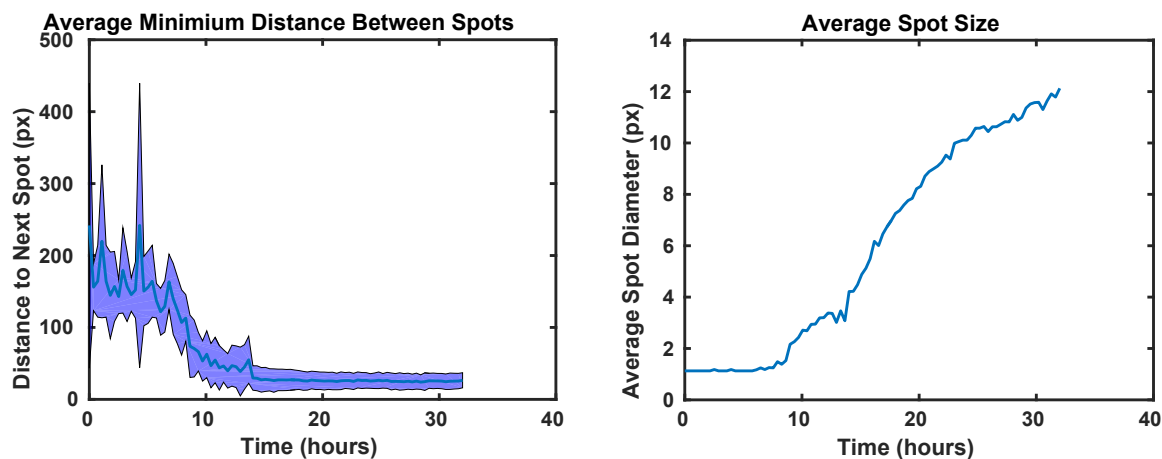 Average Minimium Distance Between Spots
500
400
300
200
100
0
Distance to Next Spot (px)
0 10 20 30 40
Time (hours)
Average Spot Size
14
12
10
8
6
4
2
0
Average Spot Diameter (px)
0 10 20 30 40
Time (hours)